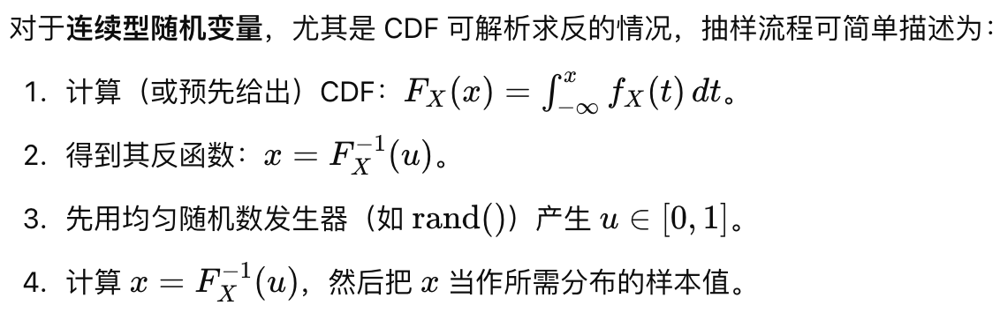 对于连续型随机变量，尤其是 CDF 可解析求反的情况，抽样流程可简单描述为：
1. 计算（或预先给出）CDF：$F_X(x) = \int_{-\infty}^{x} f_X(t)\,dt$。
2. 得到其反函数：$x = F_X^{-1}(u)$。
3. 先用均匀随机数发生器（如 rand()）产生 $u \in [0, 1]$。
4. 计算 $x = F_X^{-1}(u)$，然后把 $x$ 当作所需分布的样本值。